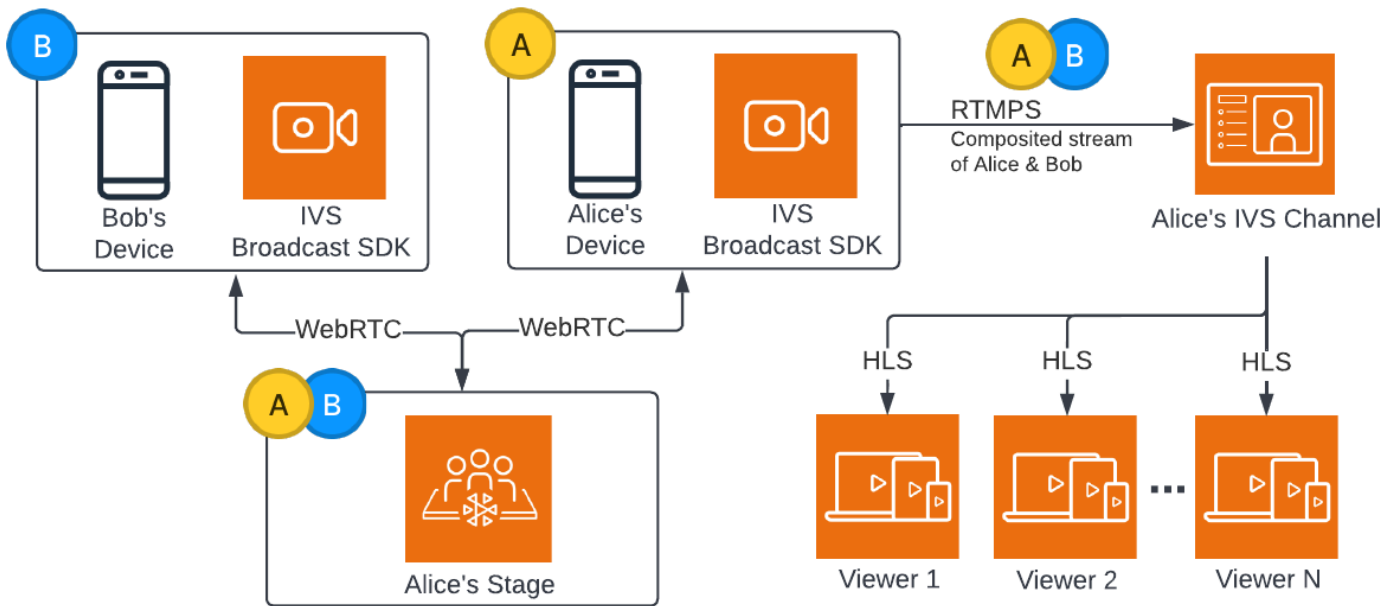 B
Bob's
Device
IVS
Broadcast SDK
A
Alice's
Device
IVS
Broadcast SDK
A
B
RTMPS
Composited stream
of Alice & Bob
Alice's IVS Channel
WebRTC
WebRTC
A
B
Alice's Stage
HLS
HLS
HLS
Viewer 1
Viewer 2
...
Viewer N